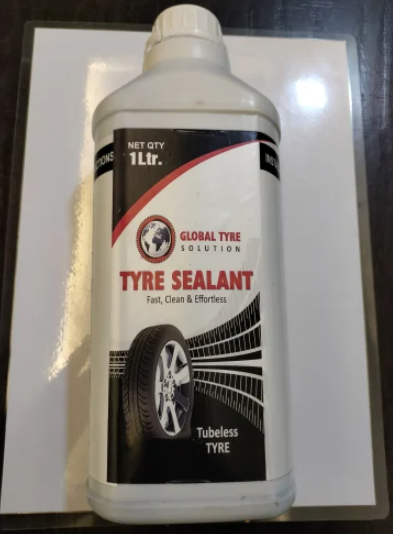 NET QTY
1Ltr.
GLOBAL TYRE
SOLUTION
TYRE SEALANT
Fast, Clean & Effortless
Tubeless
TYRE